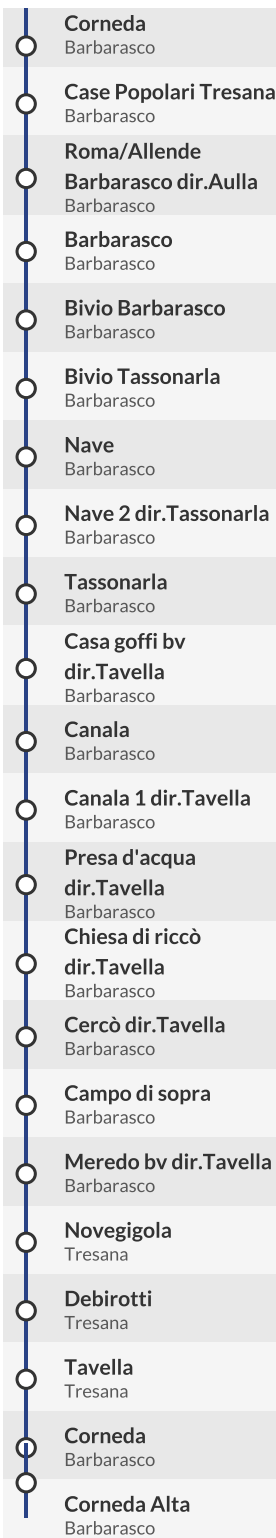 Corneda
Barbarasco
Case Popolari Tresana
Barbarasco
Roma/Allende
Barbarasco dir.Aulla
Barbarasco
Barbarasco
Barbarasco
Bivio Barbarasco
Barbarasco
Bivio Tassonarla
Barbarasco
Nave
Barbarasco
Nave 2 dir.Tassonarla
Barbarasco
Tassonarla
Barbarasco
Casa goffi bv
dir.Tavella
Barbarasco
Canala
Barbarasco
Canala 1 dir.Tavella
Barbarasco
Presa d'acqua
dir.Tavella
Barbarasco
Chiesa di riccò
dir.Tavella
Barbarasco
Cercò dir.Tavella
Barbarasco
Campo di sopra
Barbarasco
Meredo bv dir.Tavella
Barbarasco
Novegigola
Tresana
Debirotti
Tresana
Tavella
Tresana
Corneda
Barbarasco
Corneda Alta
Barbarasco